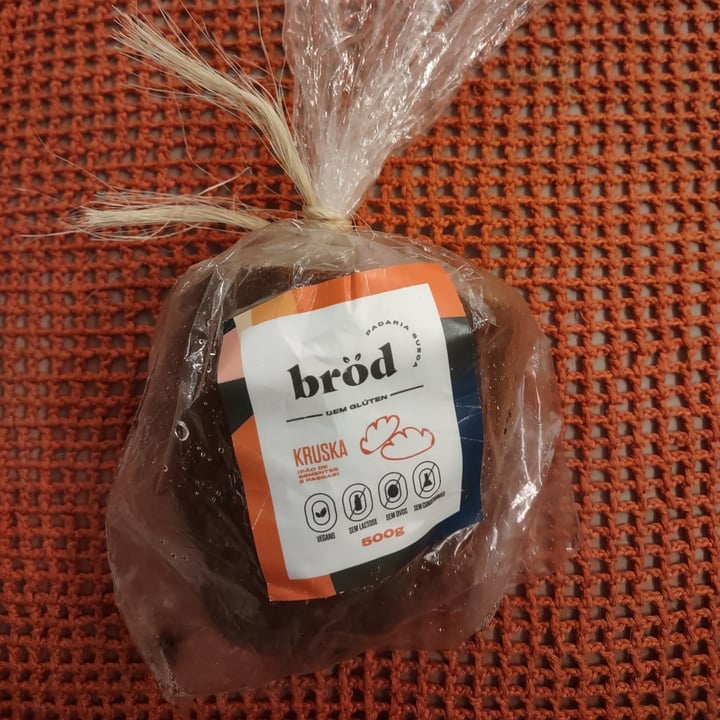 bröd
PADARIA SUECA
SEM GLÚTEN
KRUSKA
(PÃO DE
SEMENTES
E PASSAS)
VEGANO
SEM LACTOSE
SEM OVOS
SEM CONSERVANTES
500g